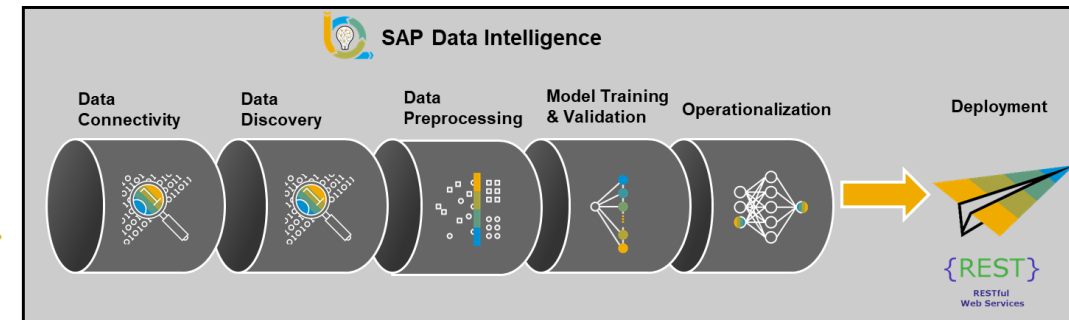 SAP Data Intelligence
Data
Connectivity
Data
Discovery
Data
Preprocessing
Model Training
& Validation
Operationalization
Deployment
{REST}
RESTful
Web Services